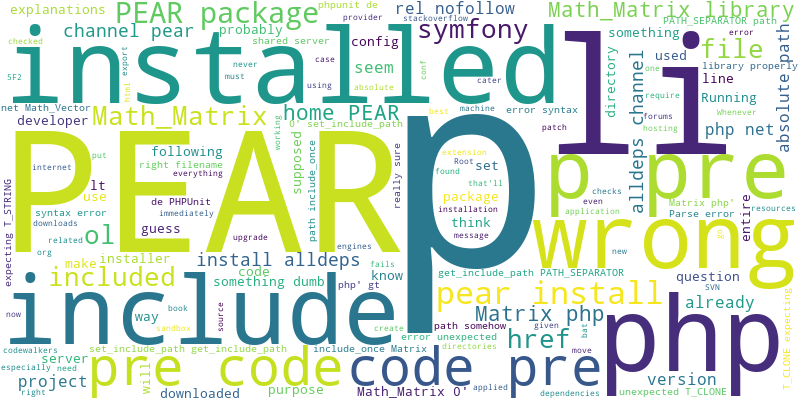 explanations
PEAR package
phpunit de
provider
stackoverflow
rel nofollow
Math_Matrix library
channel pear
probably
config
symfony
PATH_SEPARATOR path
checked
shared server
something
error
5F2
never
case
conf
cater
file
library properly
html
export
must
seem
using
absolute
installed
li
directory
used
line
one
absolute path
net Math_Vector
Math_Matrix
home PEAR
best
machine
error syntax
require
forums
Running
developer
O' set_include_path
working
patch
hosting
php net
Whenever
put
PEAR
p
following
right filename
supposed
path include_once
really sure
extension
Root
set
p pre
alldeps channel
Matrix php'
internet
everything
found
that'll
checks
Parse error
lt
de PHPUnit
package
installation
even
resources
expecting T_STRING
use
immediately
message
application
entire
syntax error
guess
upgrade
think
wrong
downloads
ol
related
installer
engines
get_include_path PATH_SEPARATOR
new
org
make
install alldeps
fails
know
question
included
code
something dumb
php' gt
pear install
SVN
already
include
now
way
book
source
create
bat
Matrix php
php
sandbox
path somehow
given
directories
move
T_CLONE expecting
codewalkers
server
set_include_path get_include_path
include_once Matrix
error unexpected
href
especially
need
pre code
code pre
version
project
will
purpose
applied
dependencies
unexpected T_CLONE
right
downloaded
Math_Matrix O'